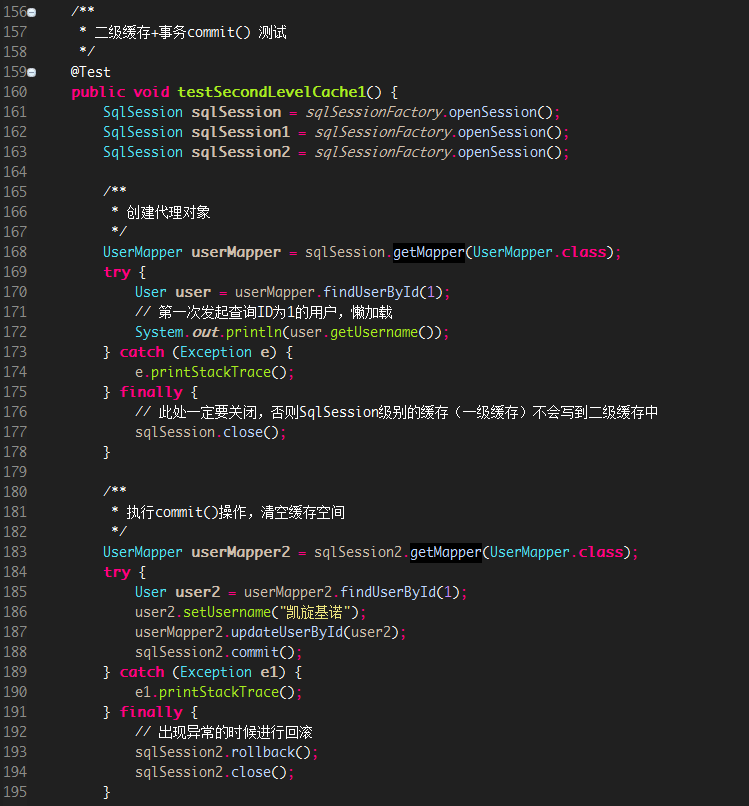 156 /**
157 * 二级缓存+事务commit() 测试
158 */
159 @Test
160 public void testSecondLevelCache1() {
161 SqlSession sqlSession = sqlSessionFactory.openSession();
162 SqlSession sqlSession1 = sqlSessionFactory.openSession();
163 SqlSession sqlSession2 = sqlSessionFactory.openSession();
164
165 /**
166 * 创建代理对象
167 */
168 UserMapper userMapper = sqlSession.getMapper(UserMapper.class);
169 try {
170 User user = userMapper.findUserById(1);
171 // 第一次发起查询ID为1的用户，懒加载
172 System.out.println(user.getUsername());
173 } catch (Exception e) {
174 e.printStackTrace();
175 } finally {
176 // 此处一定要关闭，否则SqlSession级别的缓存（一级缓存）不会写到二级缓存中
177 sqlSession.close();
178 }
179
180 /**
181 * 执行commit()操作，清空缓存空间
182 */
183 UserMapper userMapper2 = sqlSession2.getMapper(UserMapper.class);
184 try {
185 User user2 = userMapper2.findUserById(1);
186 user2.setUsername("凯旋基诺");
187 userMapper2.updateUserById(user2);
188 sqlSession2.commit();
189 } catch (Exception e1) {
190 e1.printStackTrace();
191 } finally {
192 // 出现异常的时候进行回滚
193 sqlSession2.rollback();
194 sqlSession2.close();
195 }